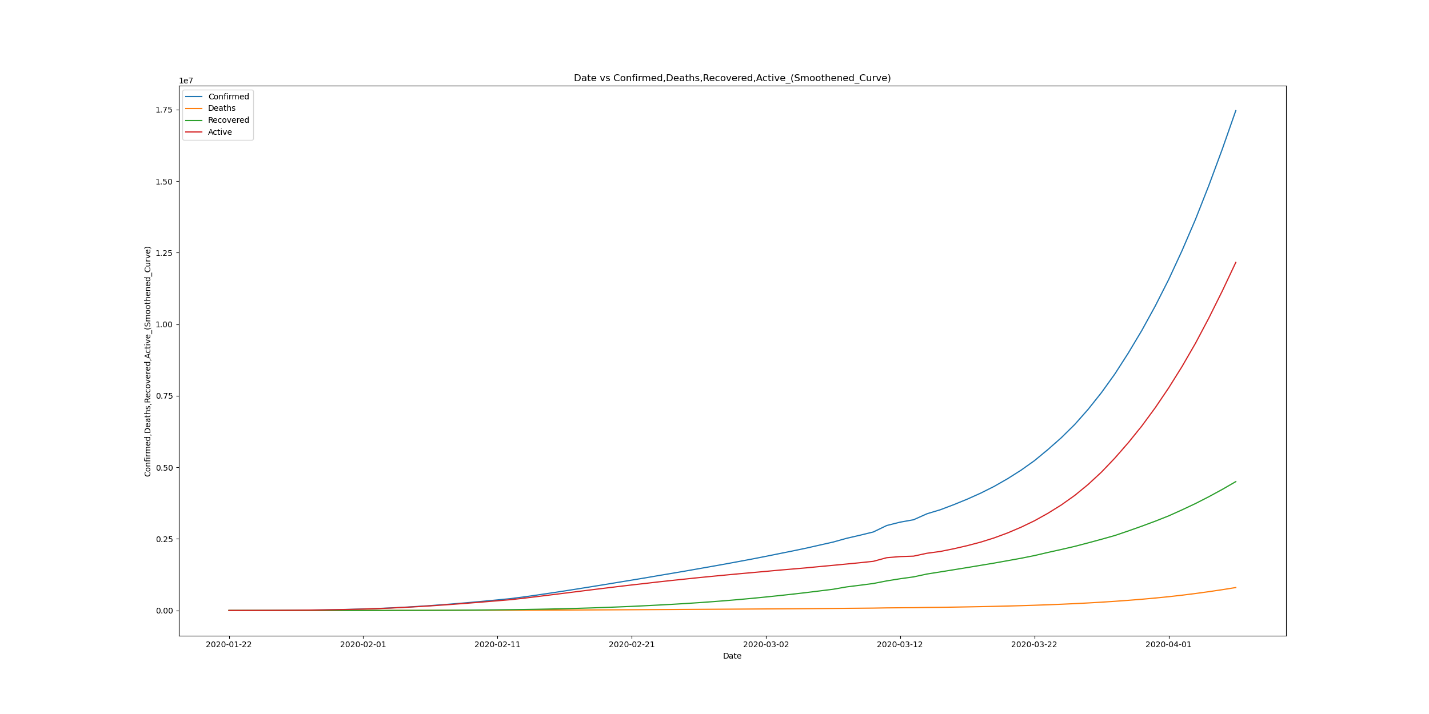 Date vs Confirmed,Deaths,Recovered,Active_(Smoothened_Curve)
1e7
Confirmed
Deaths
Recovered
Active
1.75
1.50
1.25
1.00
0.75
0.50
0.25
0.00
Confirmed,Deaths,Recovered,Active_(Smoothened_Curve)
2020-01-22 2020-02-01 2020-02-11 2020-02-21 2020-03-02 2020-03-12 2020-03-22 2020-04-01
Date